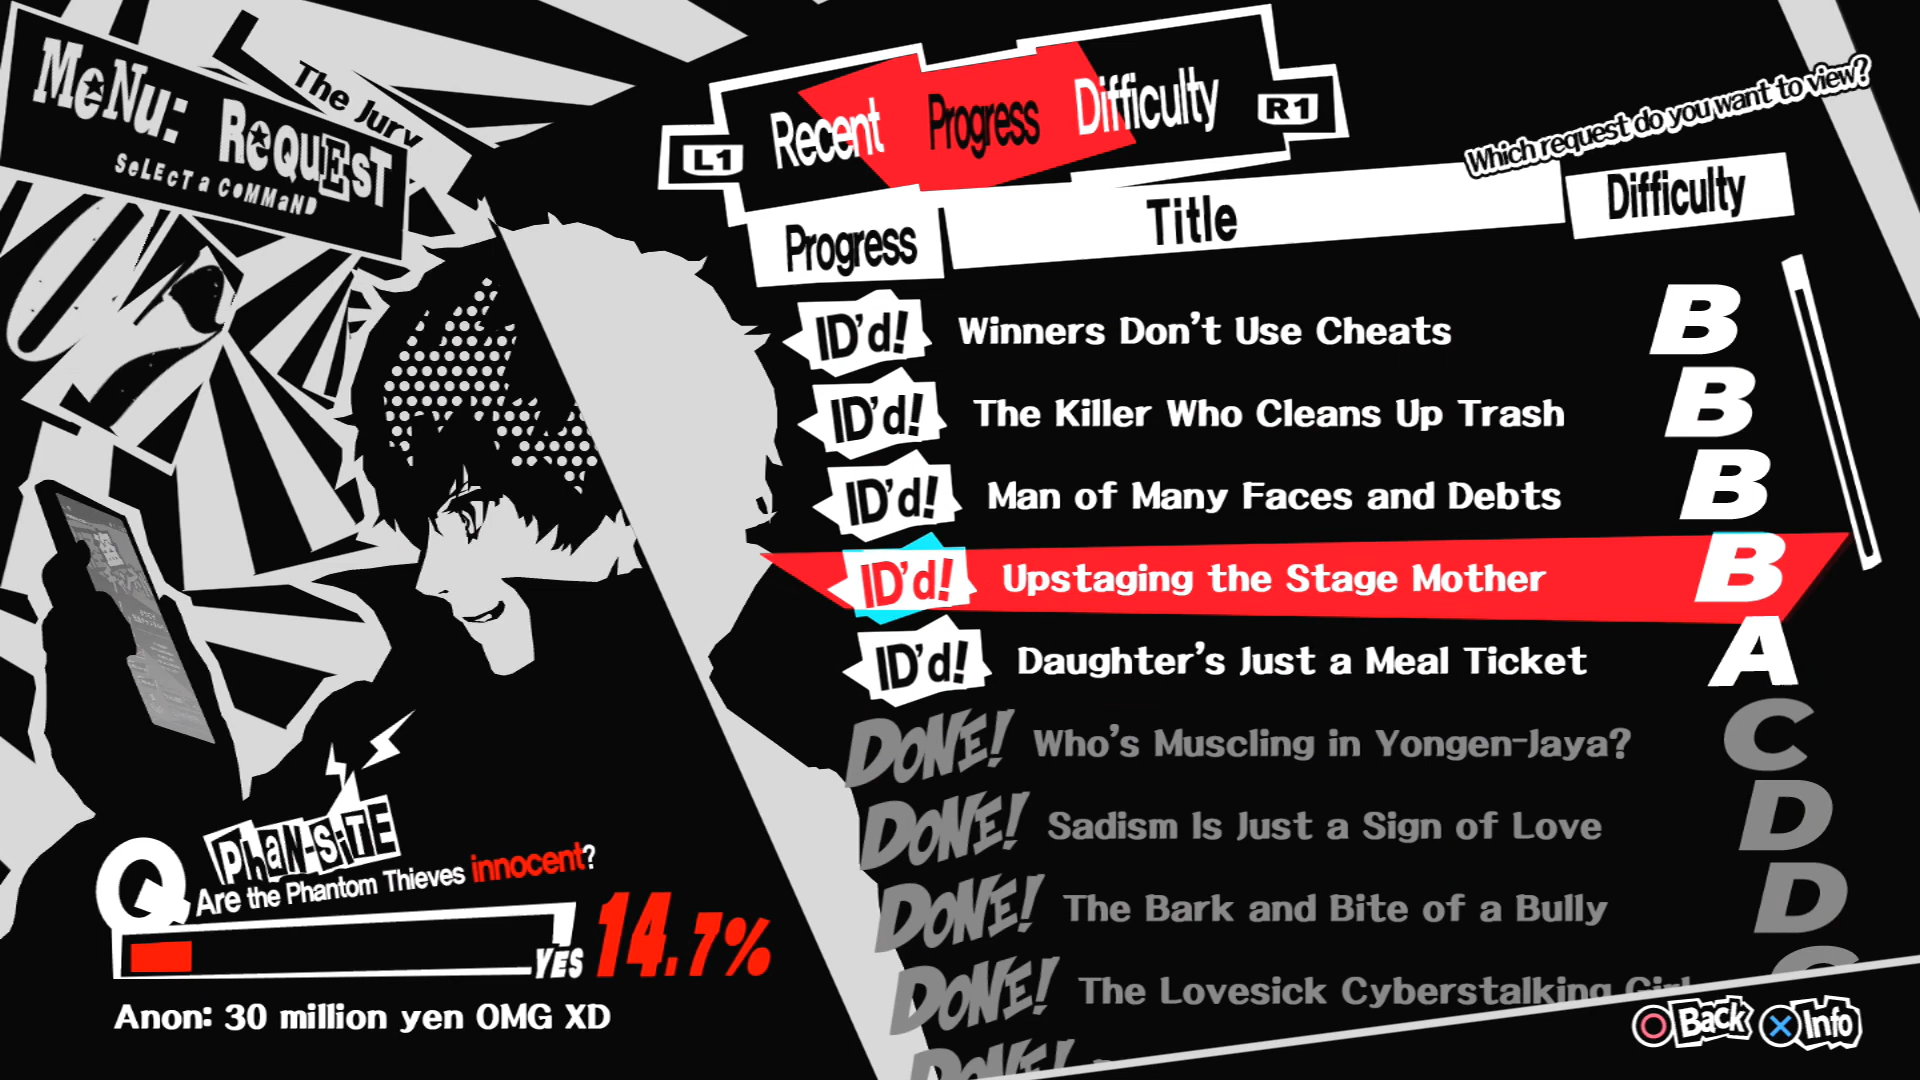 MeNu: ReQuEsT
SeLEcT a CoMMaND
The Jury
L1
Recent
Progress
Difficulty
R1
Which request do you want to view?
Progress
Title
Difficulty
ID'd! Winners Don't Use Cheats B
ID'd! The Killer Who Cleans Up Trash B
ID'd! Man of Many Faces and Debts B
ID'd! Upstaging the Stage Mother B
ID'd! Daughter's Just a Meal Ticket A
DONE! Who's Muscling in Yongen-Jaya? C
DONE! Sadism Is Just a Sign of Love D
DONE! The Bark and Bite of a Bully D
DONE! The Lovesick Cyberstalking Girl
DONE!
PhaN-SiTE
Q Are the Phantom Thieves innocent?
YES 14.7%
Anon: 30 million yen OMG XD
Back
Info